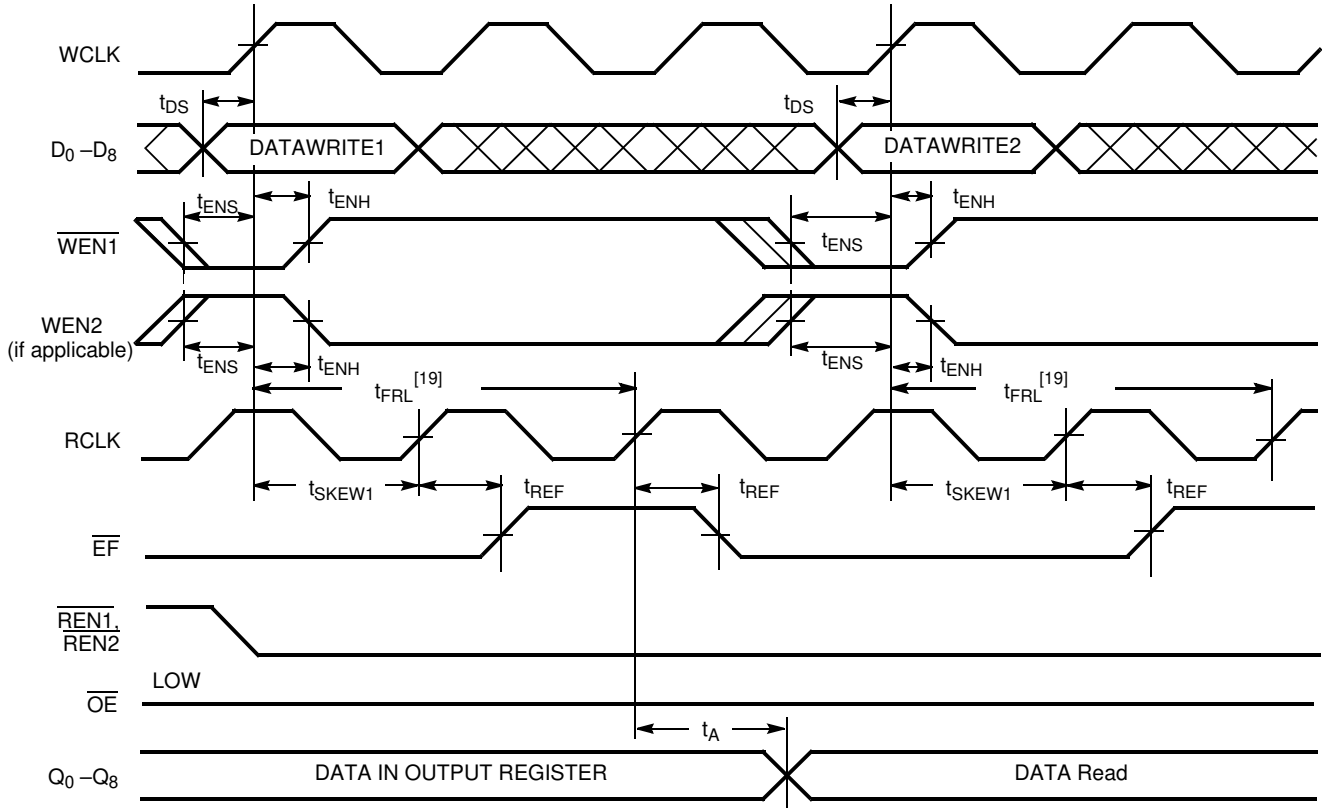 WCLK
tDS tDS
D0 –D8 DATAWRITE1 DATAWRITE2
tENS tENH tENH
WEN1 tENS
WEN2
(if applicable)
tENS tENH tENS tENH
tFRL[19] tFRL[19]
RCLK
tSKEW1 tREF tREF tSKEW1 tREF
EF
REN1,
REN2
LOW
OE
tA
Q0 –Q8 DATA IN OUTPUT REGISTER DATA Read